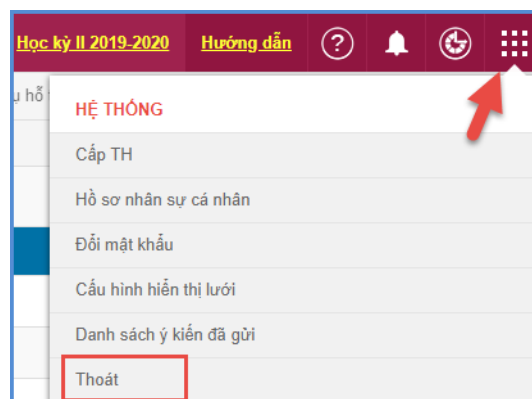 Học kỳ II 2019-2020 Hướng dẫn ?
ụ hỗ
HỆ THỐNG
Cấp TH
Hồ sơ nhân sự cá nhân
Đổi mật khẩu
Cấu hình hiển thị lưới
Danh sách ý kiến đã gửi
Thoát